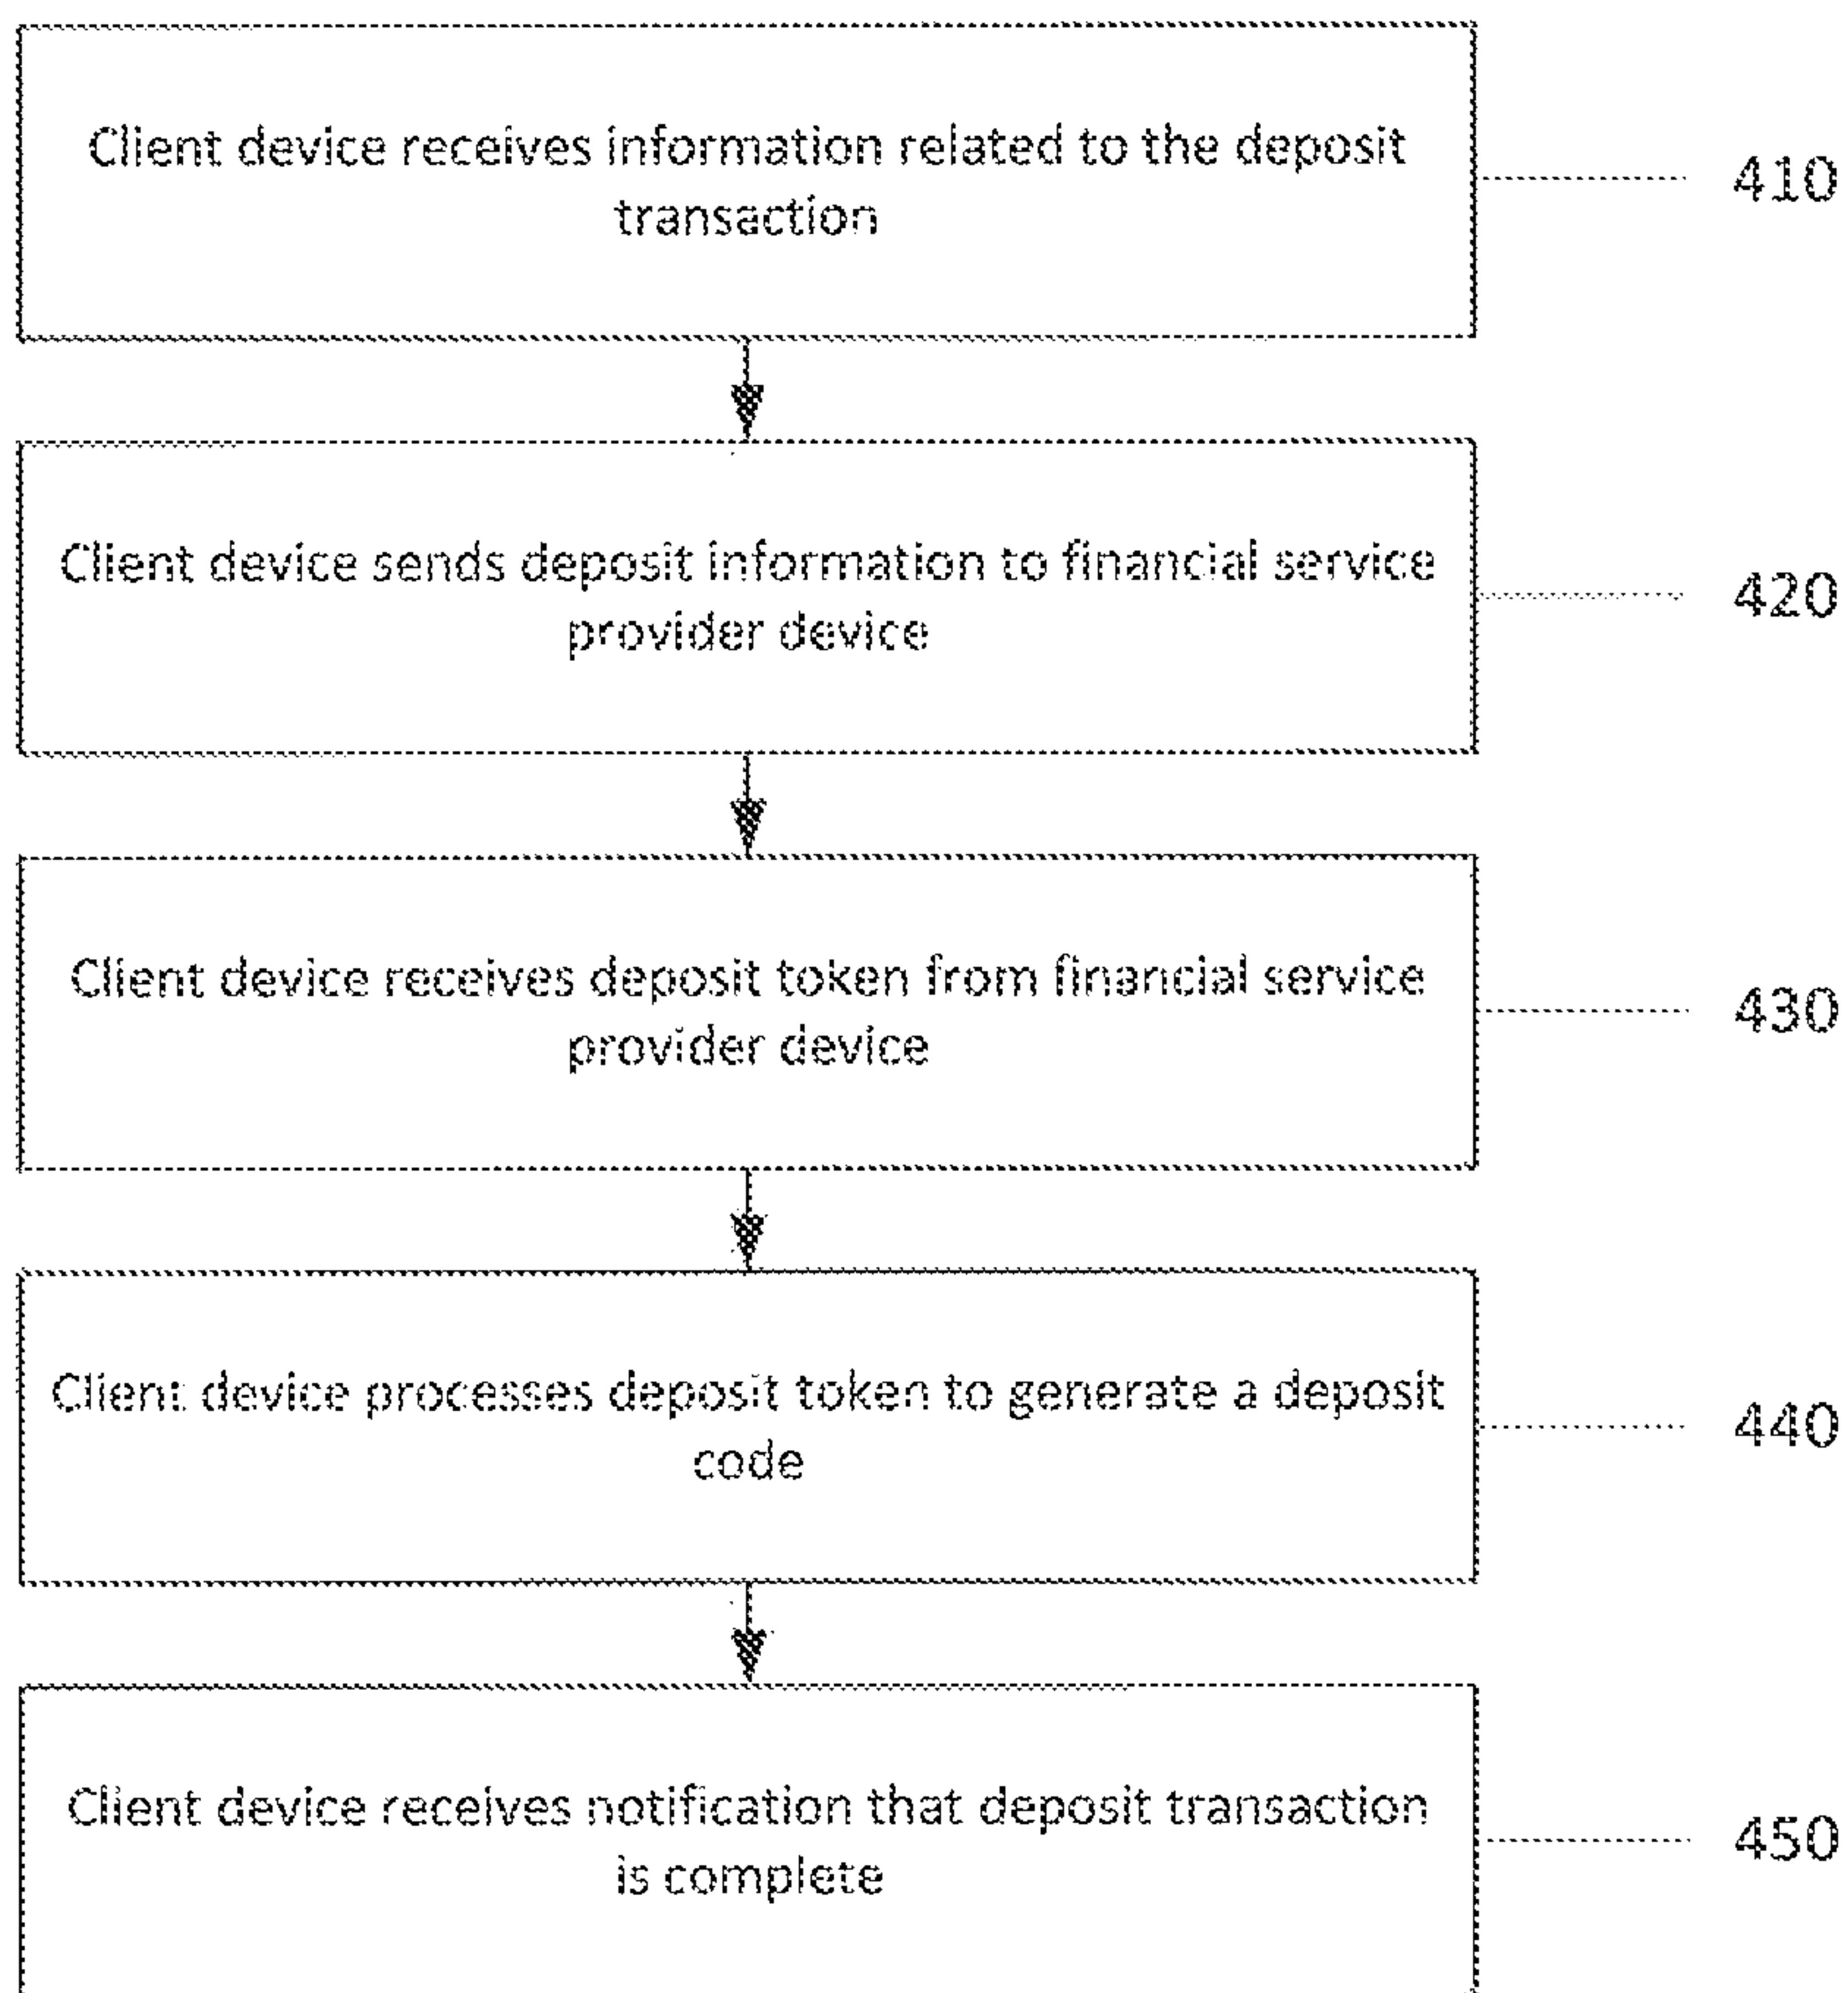 Client device receives information related to the deposit
transaction
410
Client device sends deposit information to financial service
provider device
420
Client device receives deposit token from financial service
provider device
430
Client device processes deposit token to generate a deposit
code
440
Client device receives notification that deposit transaction
is complete
450